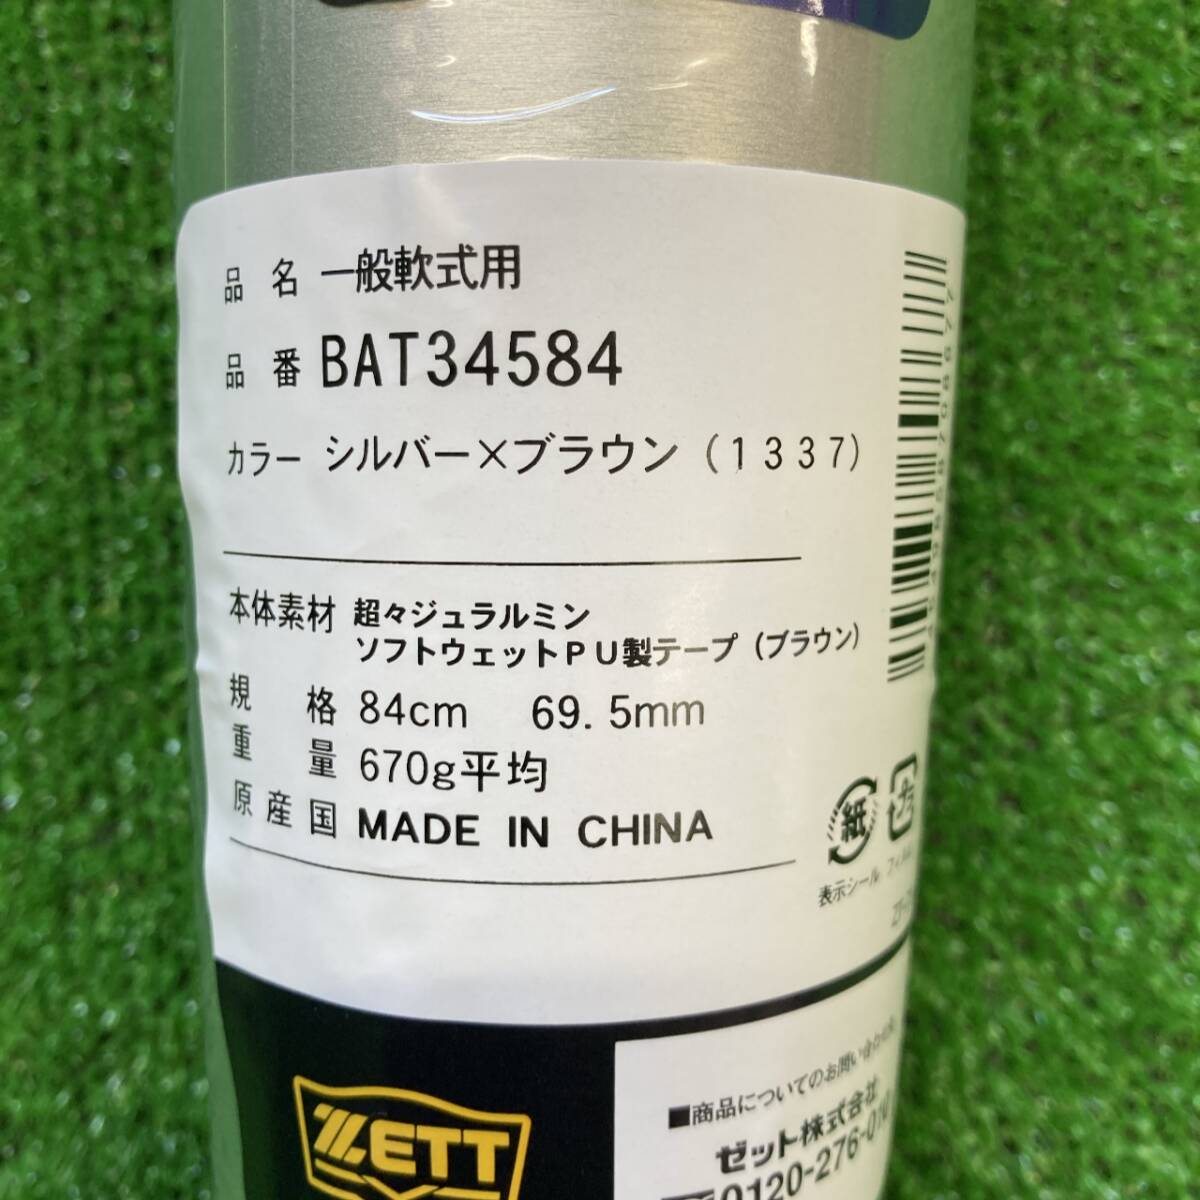 品 名 一般軟式用
品 番 BAT34584
カラー シルバー×ブラウン（1337）
本体素材 超々ジュラルミン
ソフトウェットPU製テープ（ブラウン）
規 格 84cm 69.5mm
重 量 670g平均
原 産 国 MADE IN CHINA
紙
プラ
表示シール
ZETT
■商品についてのお問い合わせ
ゼット株式会社
0120-276-010